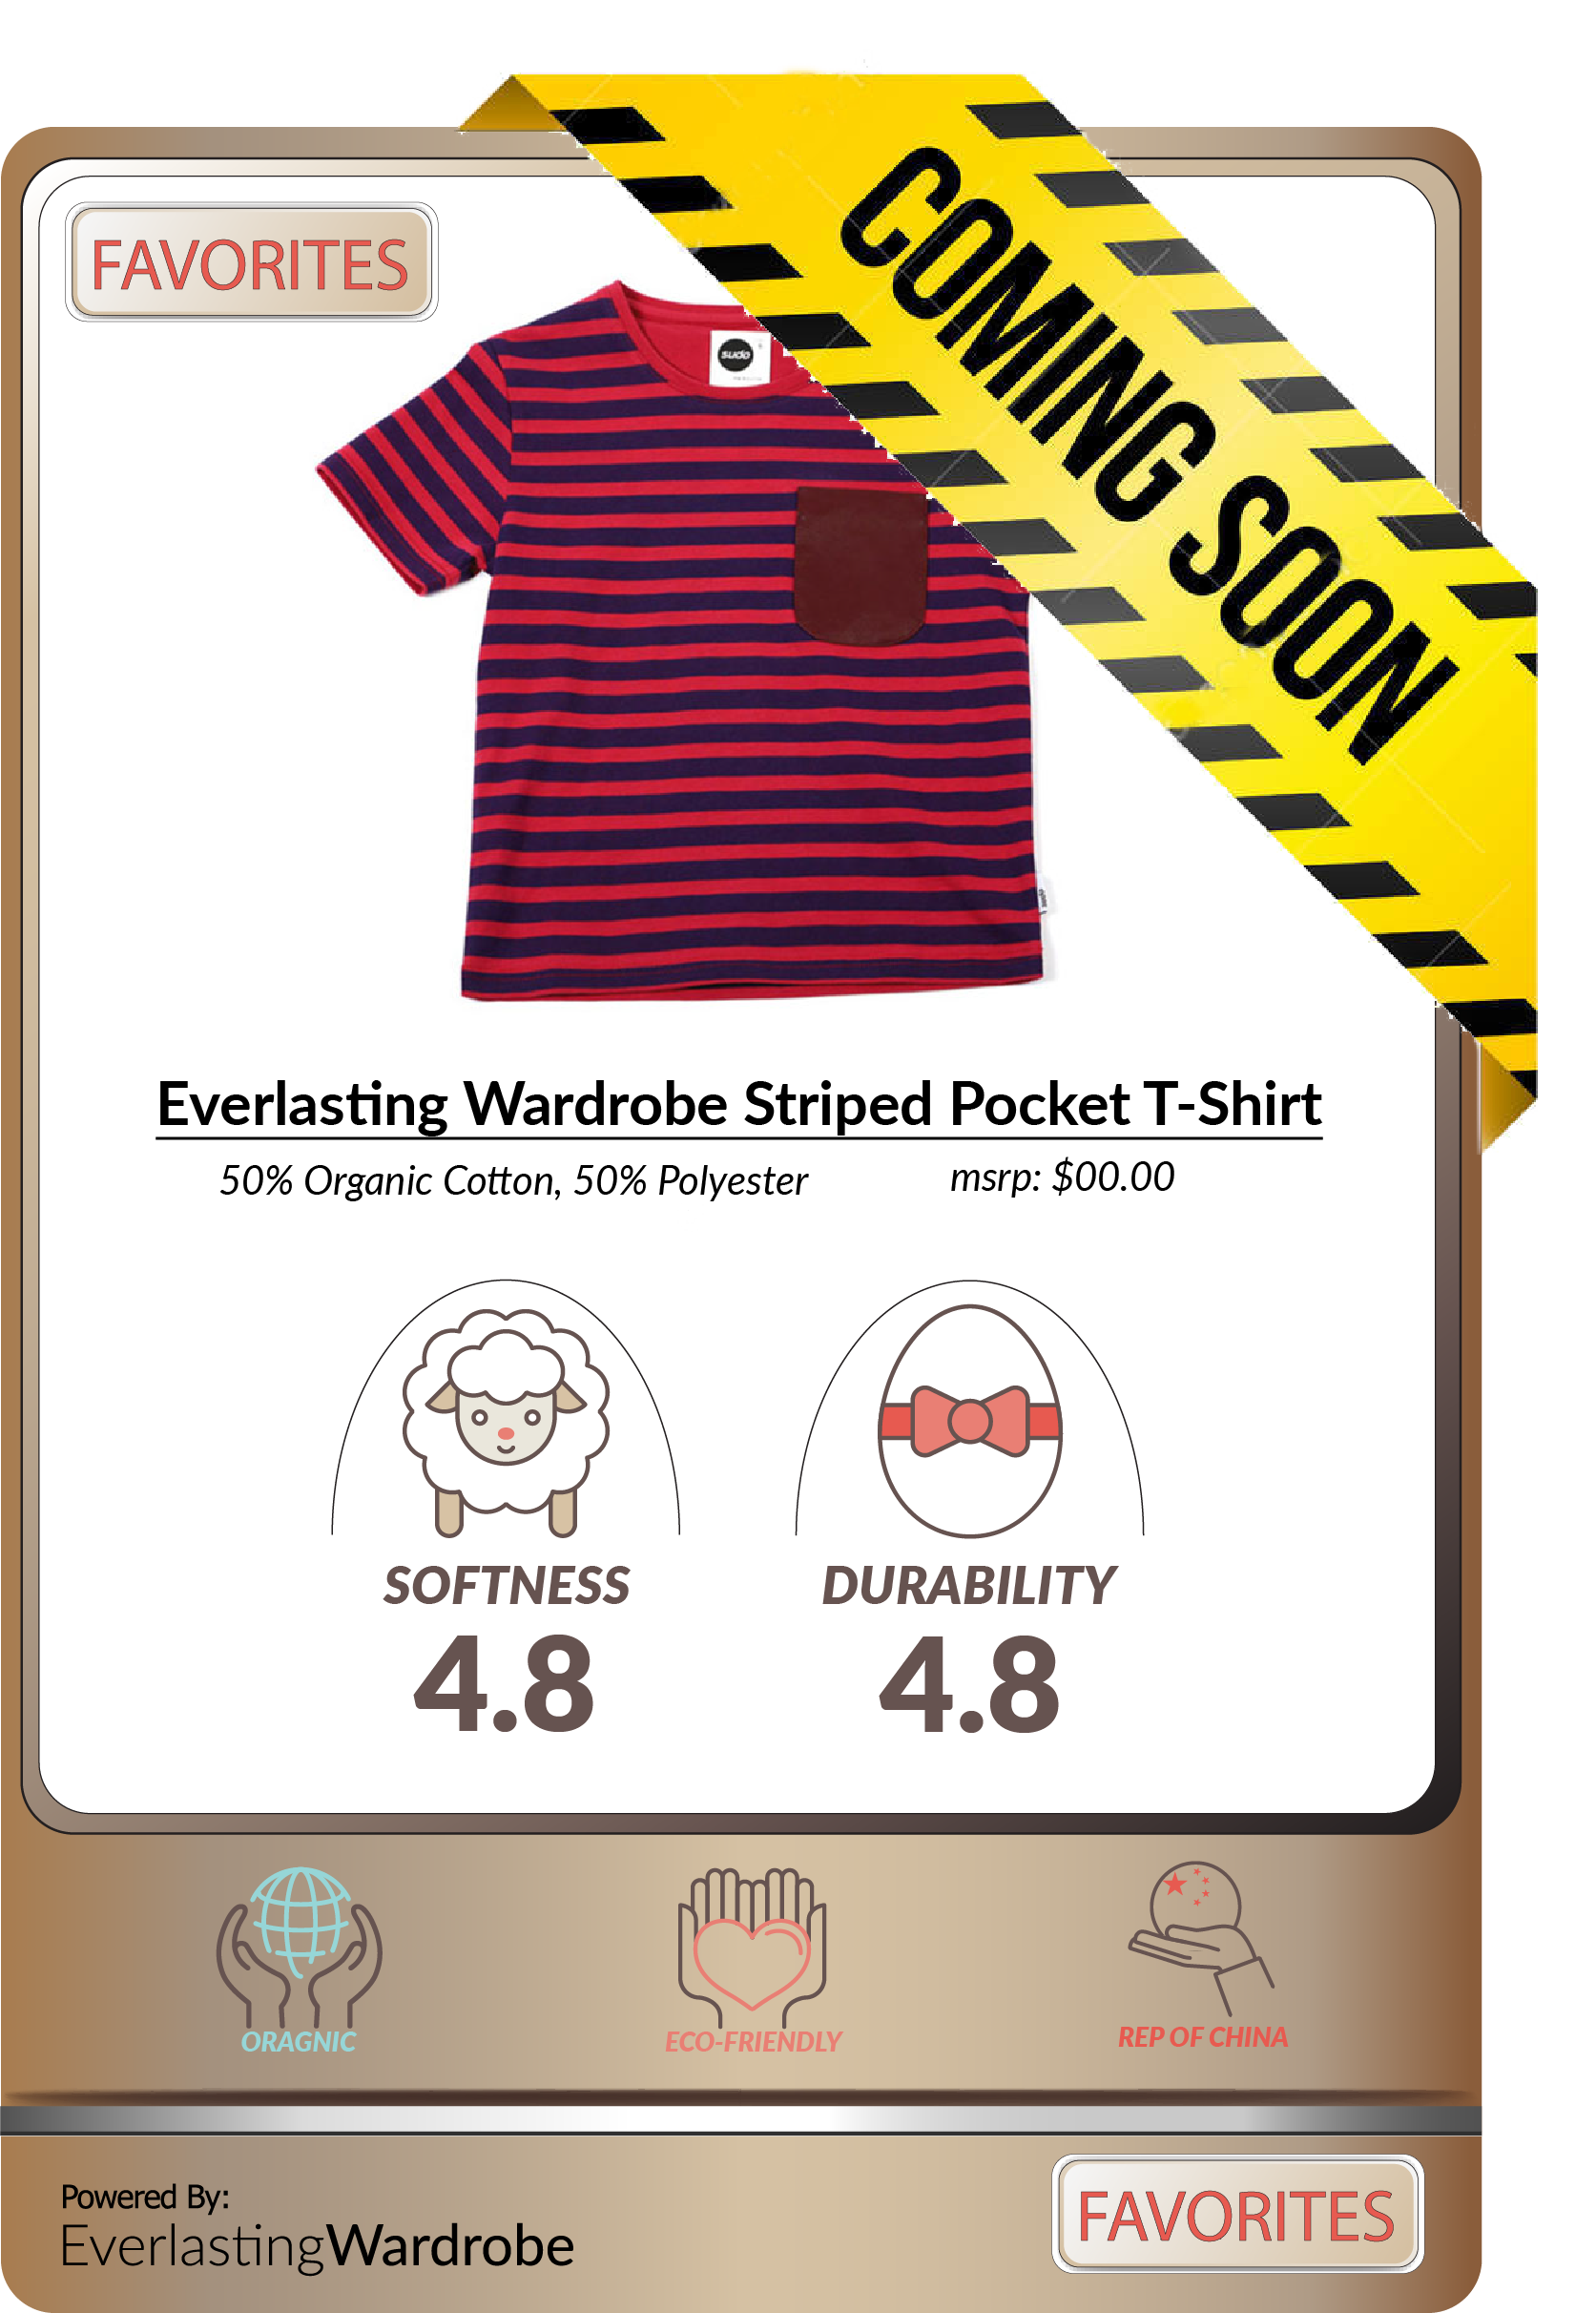 COMING SOON
FAVORITES
sudo
Everlasting Wardrobe Striped Pocket T-Shirt
50% Organic Cotton, 50% Polyester
msrp: $00.00
SOFTNESS
4.8
DURABILITY
4.8
ORAGNIC
ECO-FRIENDLY
REP OF CHINA
Powered By:
EverlastingWardrobe
FAVORITES